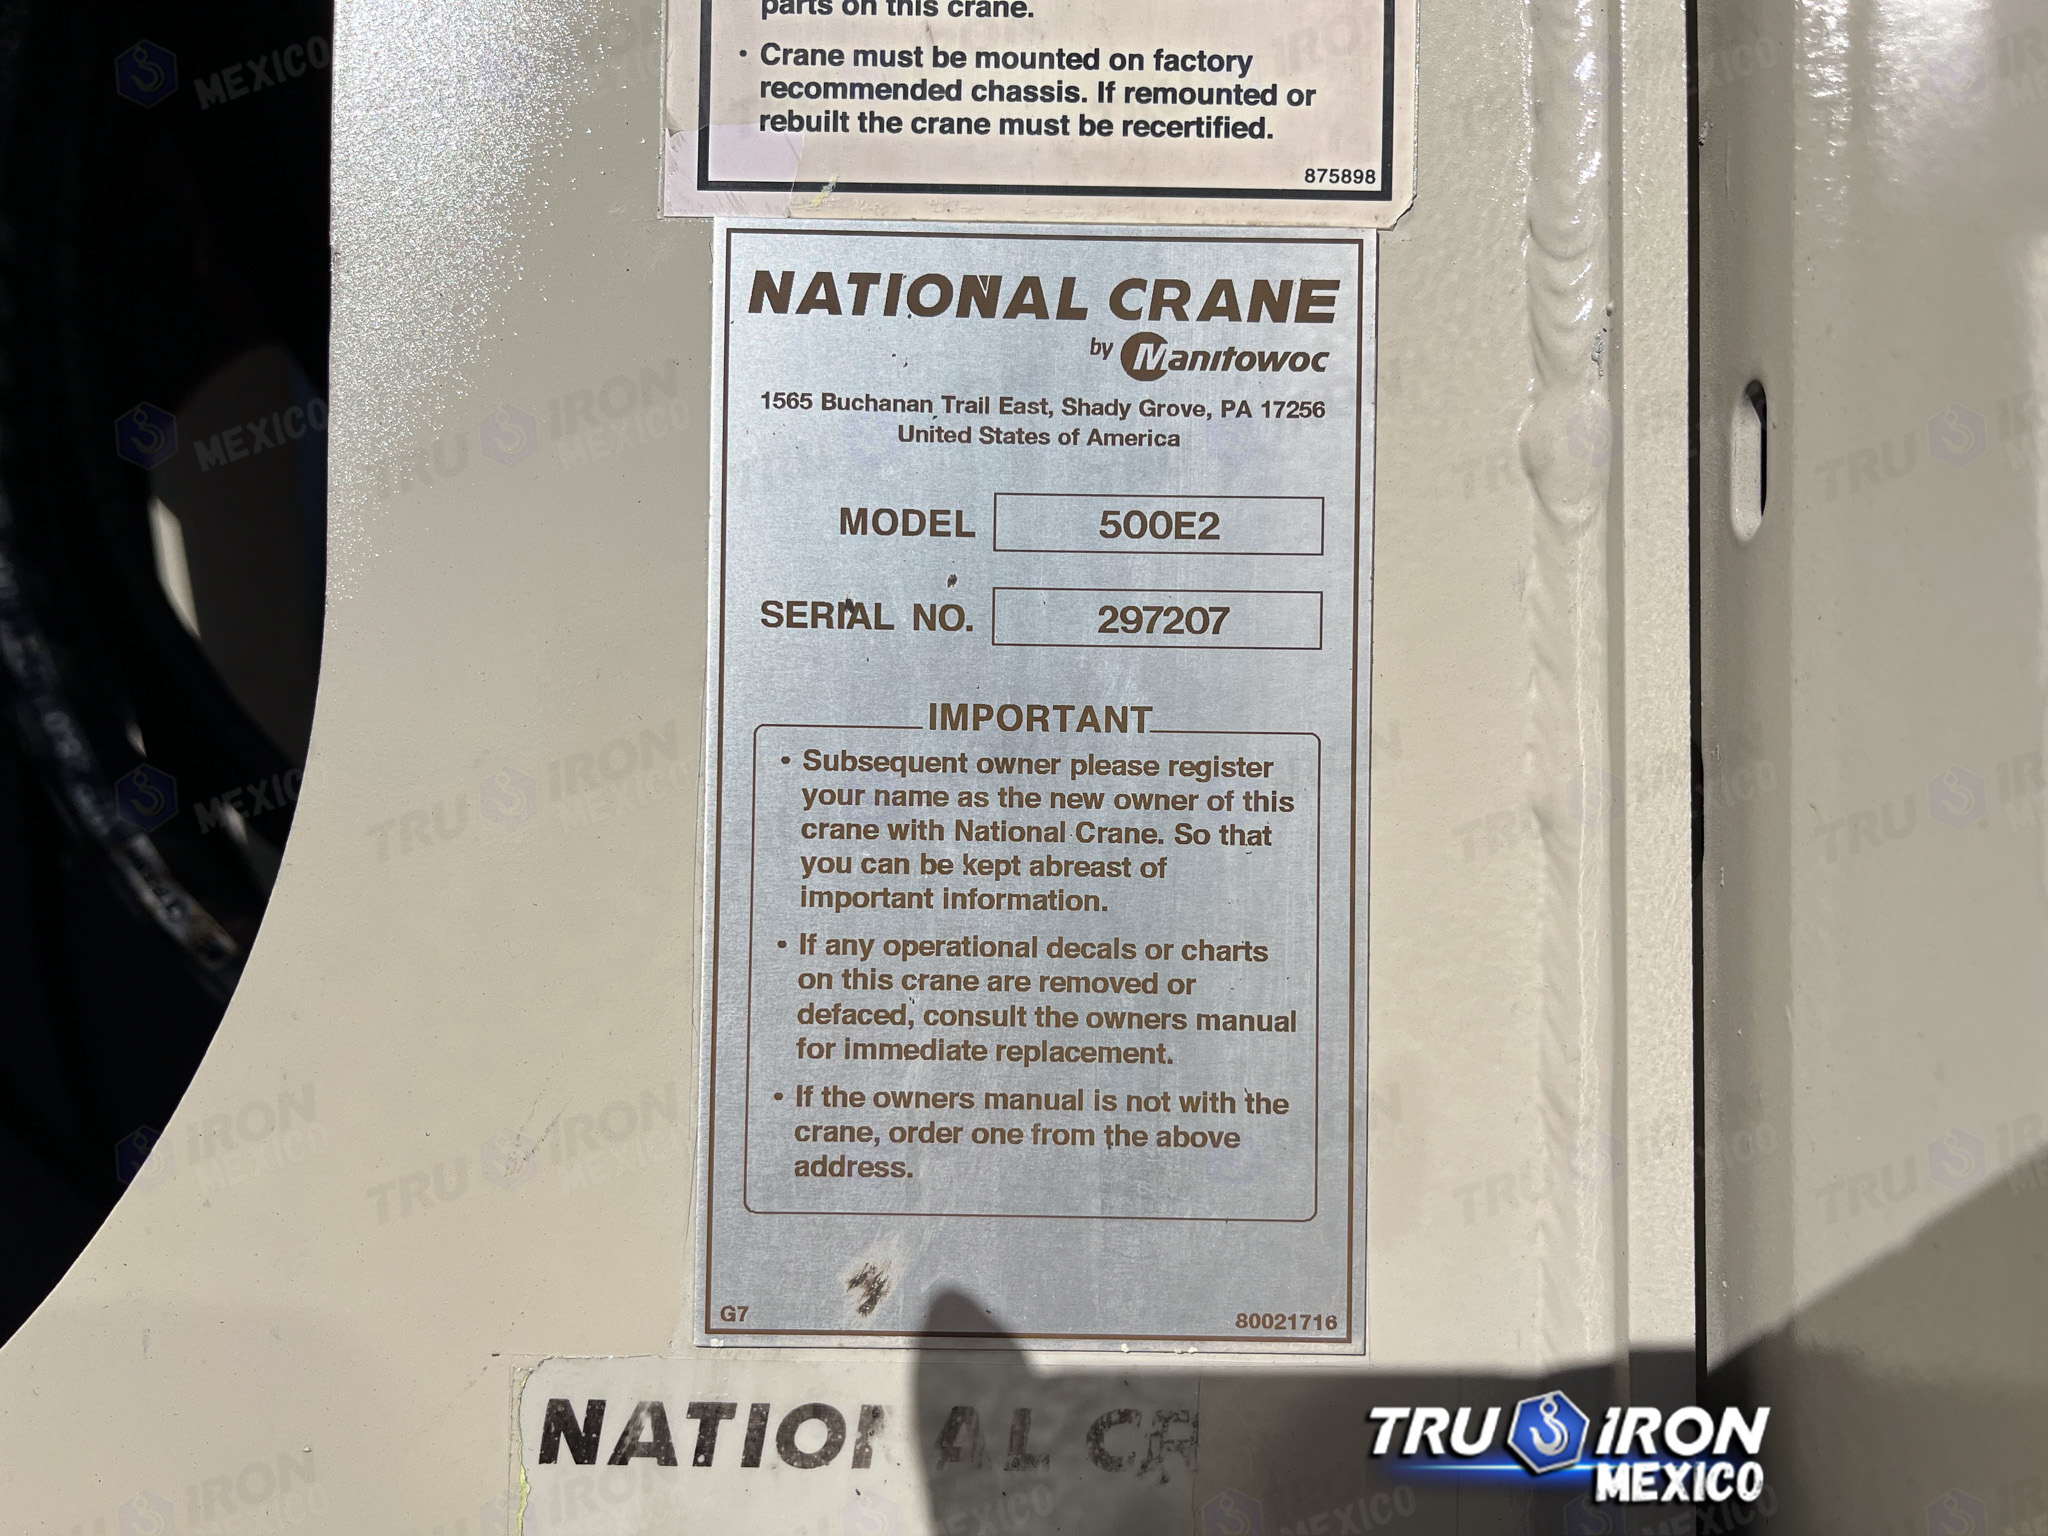 parts on this crane.
• Crane must be mounted on factory
recommended chassis. If remounted or
rebuilt the crane must be recertified.
875898
NATIONAL CRANE
by Manitowoc
1565 Buchanan Trail East, Shady Grove, PA 17256
United States of America
MODEL 500E2
SERIAL NO. 297207
IMPORTANT
• Subsequent owner please register
your name as the new owner of this
crane with National Crane. So that
you can be kept abreast of
important information.
• If any operational decals or charts
on this crane are removed or
defaced, consult the owners manual
for immediate replacement.
• If the owners manual is not with the
crane, order one from the above
address.
G7 80021716
NATIONAL CR
TRU IRON
MEXICO